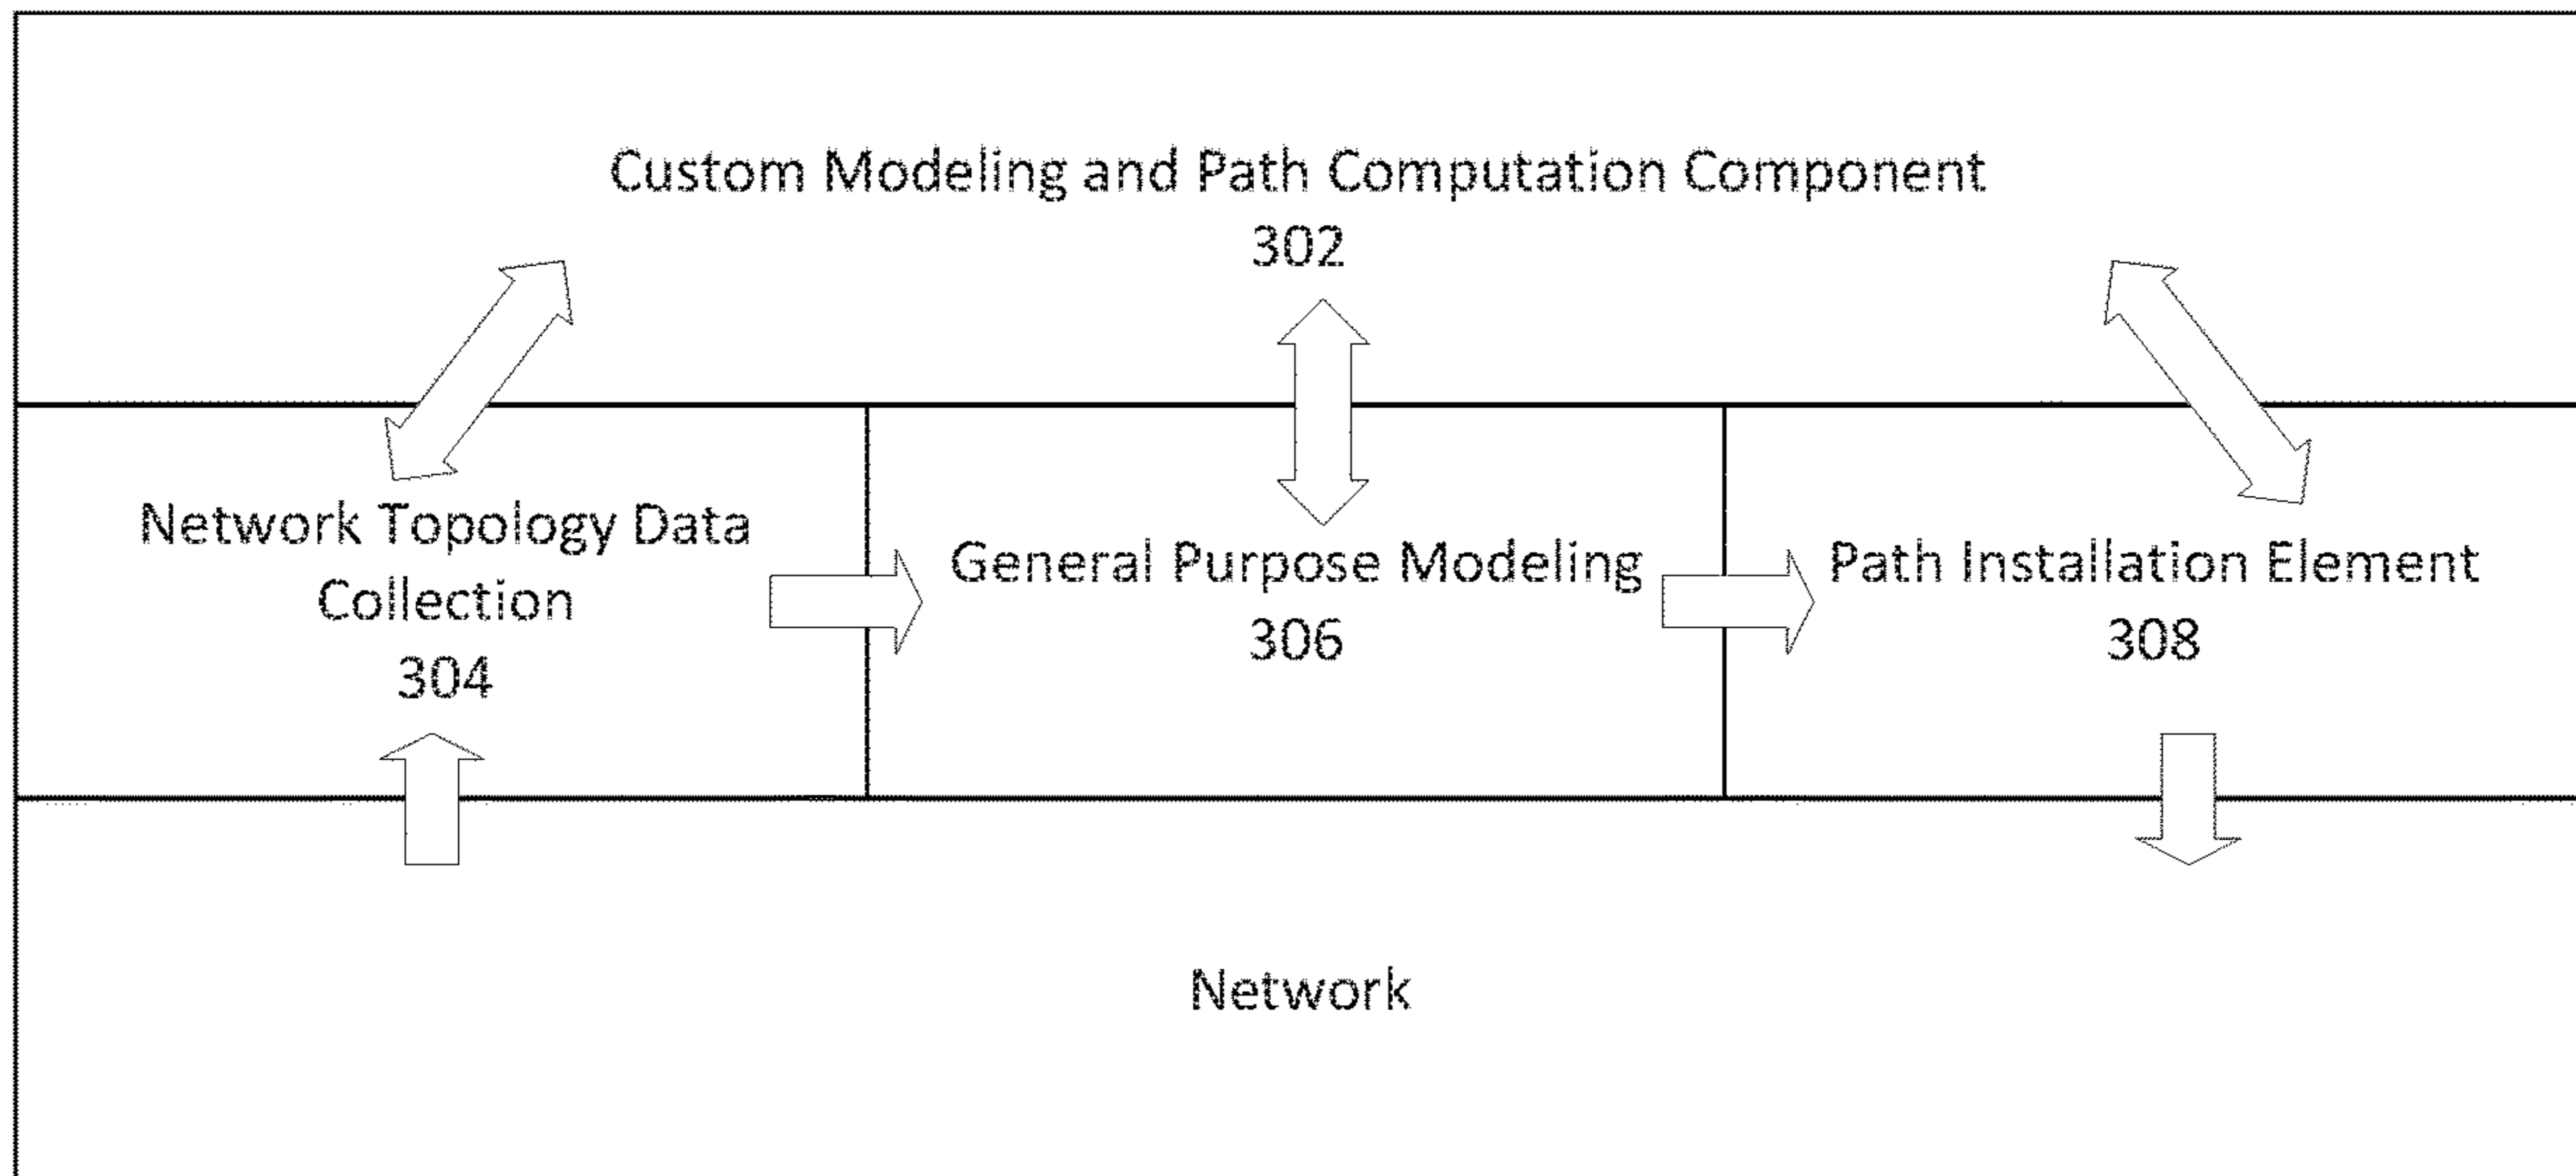 Custom Modeling and Path Computation Component
302
Network Topology Data
Collection
304
General Purpose Modeling
306
Path Installation Element
308
Network